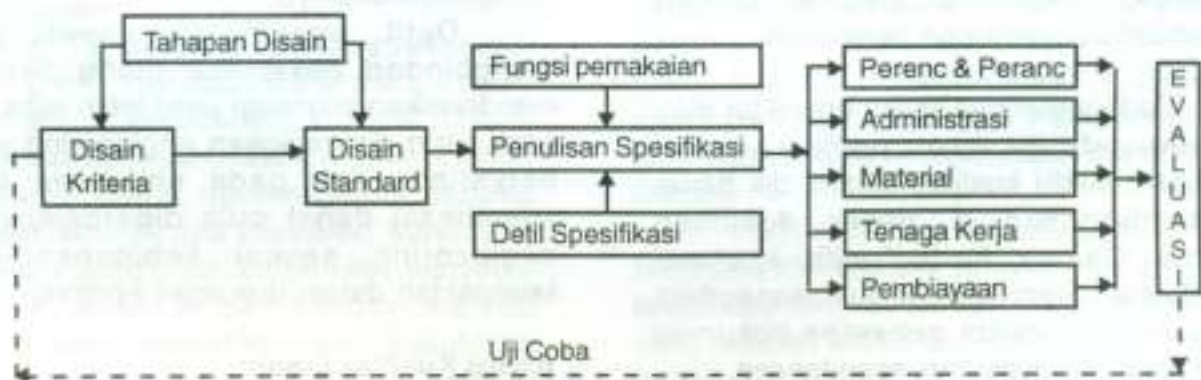 Tahapan Disain
Disain
Kriteria
Disain
Standard
Fungsi pemakaian
Penulisan Spesifikasi
Detil Spesifikasi
Perenc & Peranc
Administrasi
Material
Tenaga Kerja
Pembiayaan
EVALUASI
Uji Coba